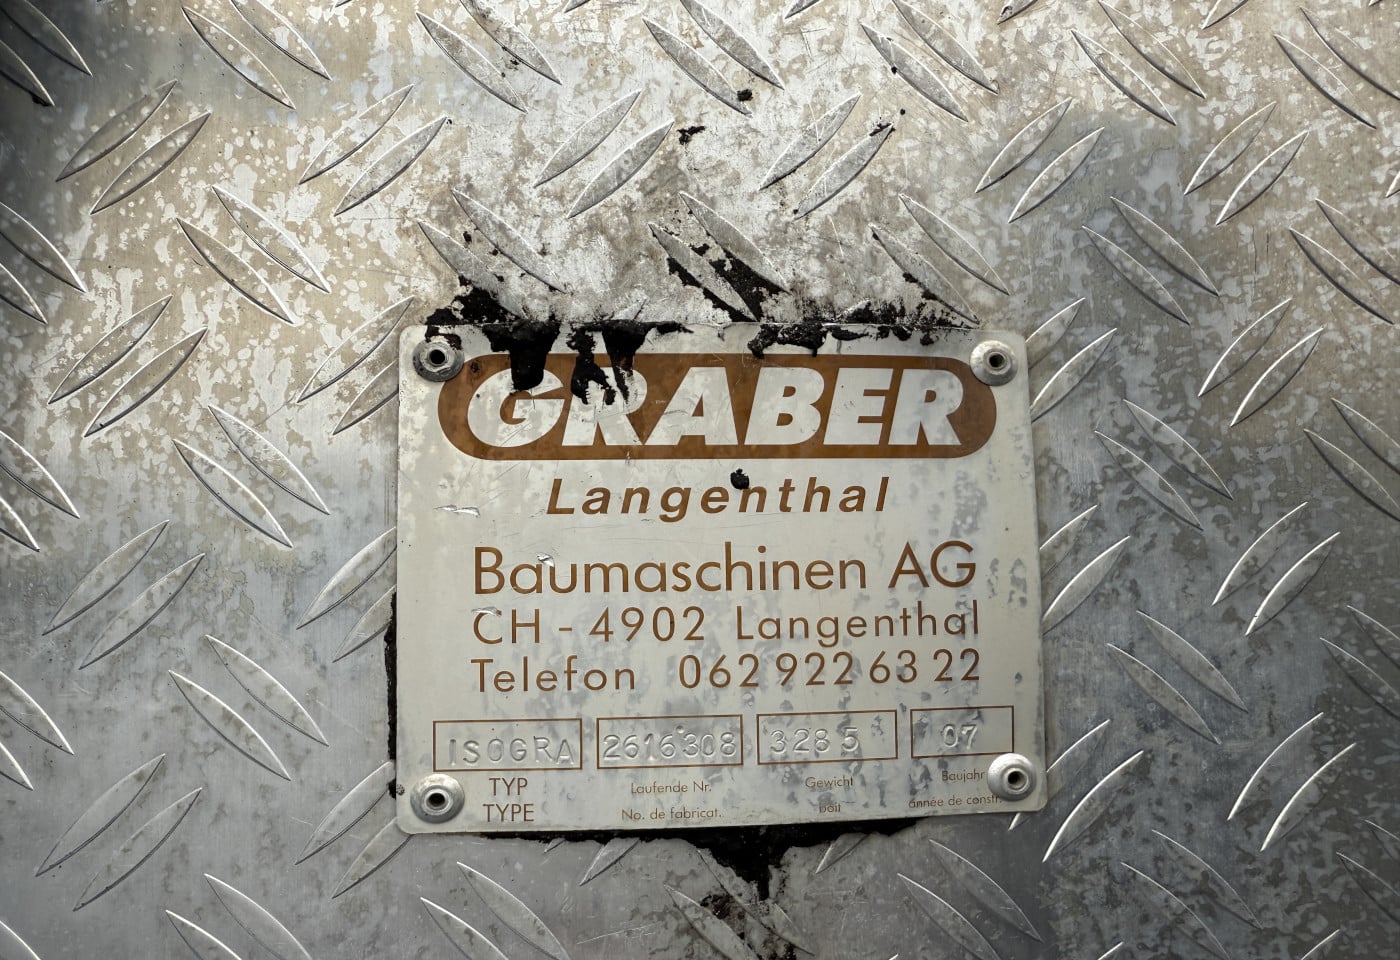 GRABER
Langenthal
Baumaschinen AG
CH - 4902 Langenthal
Telefon 062 922 63 22
ISOGRA 2616308 3285 07
TYP Laufende Nr. Gewicht Baujahr
TYPE No. de fabricat. poit année de constr.